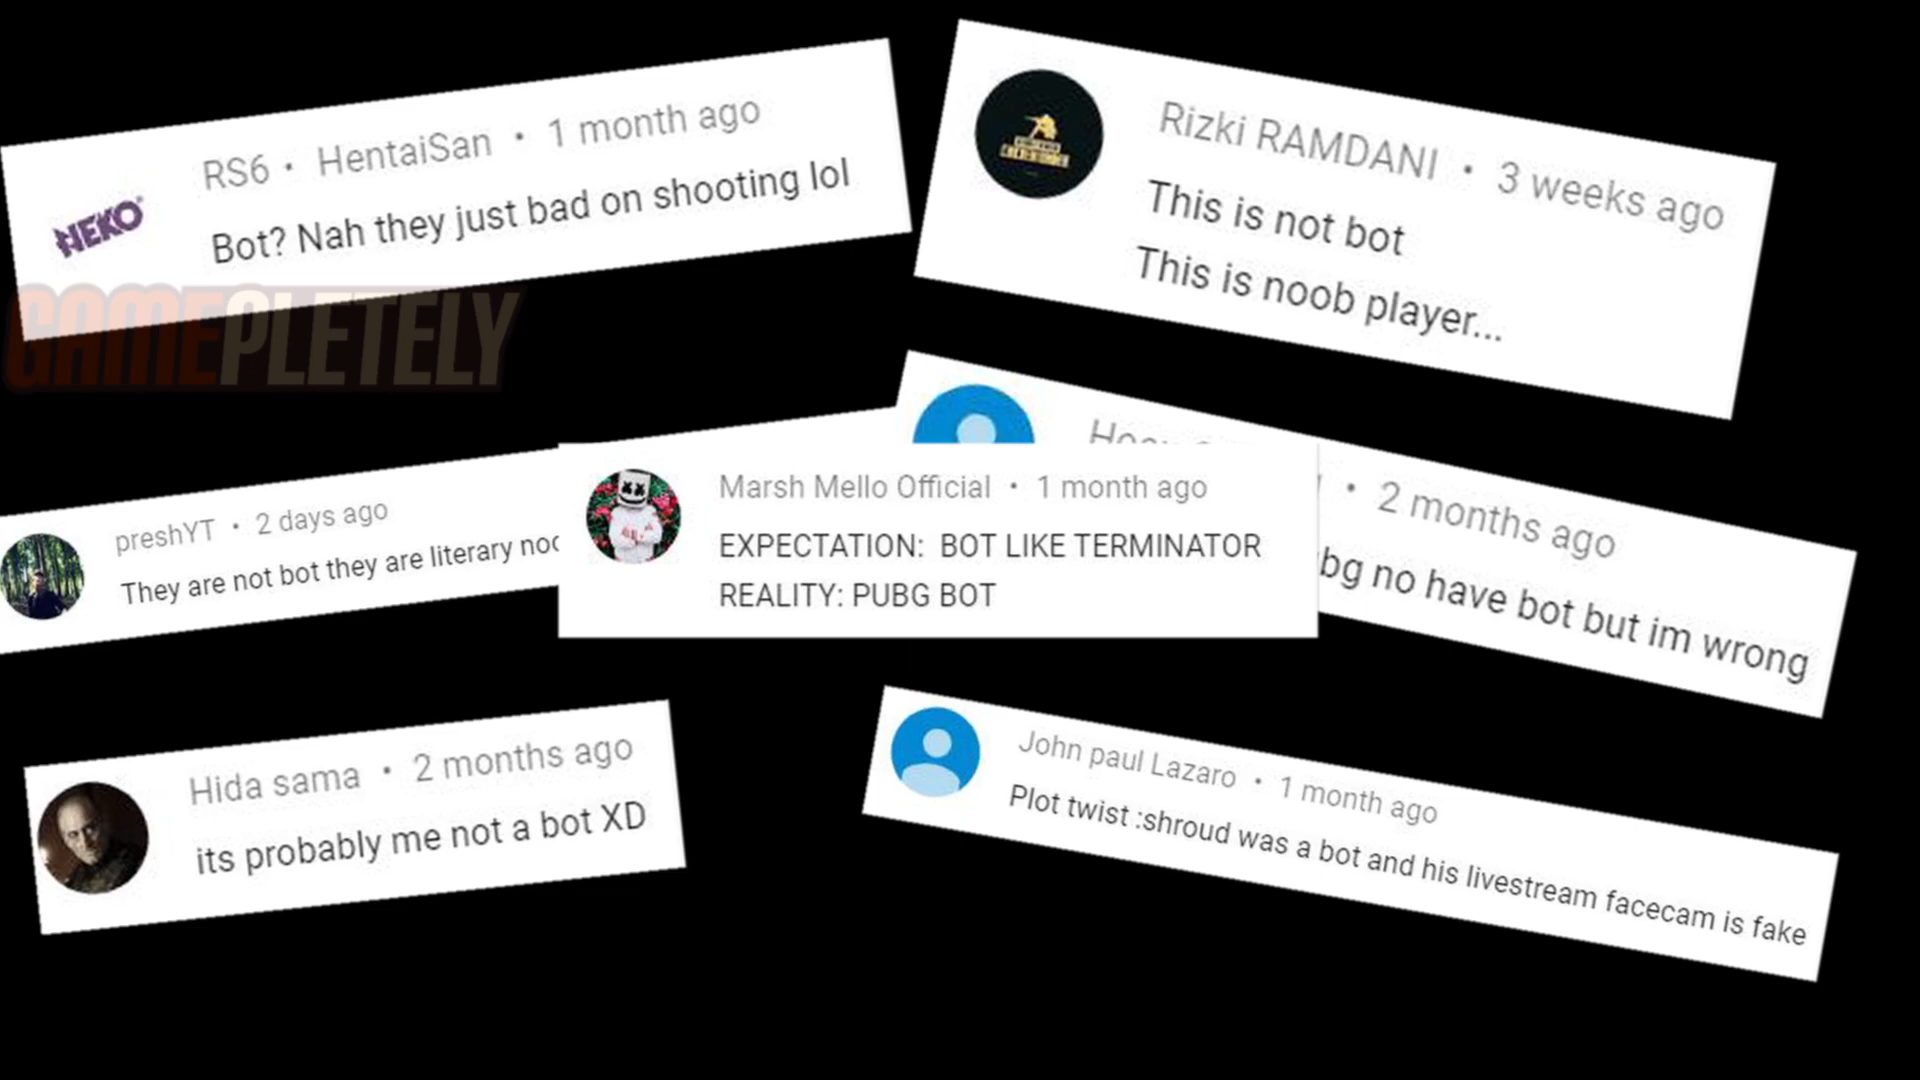 RS6 • HentaiSan • 1 month ago
Bot? Nah they just bad on shooting lol
NEKO
Rizki RAMDANI • 3 weeks ago
This is not bot
This is noob player...
GAMEPLETELY
preshYT • 2 days ago
They are not bot they are literary
Marsh Mello Official • 1 month ago
EXPECTATION: BOT LIKE TERMINATOR
REALITY: PUBG BOT
• 2 months ago
bg no have bot but im wrong
Hida sama • 2 months ago
its probably me not a bot XD
John paul Lazaro • 1 month ago
Plot twist :shroud was a bot and his livestream facecam is fake